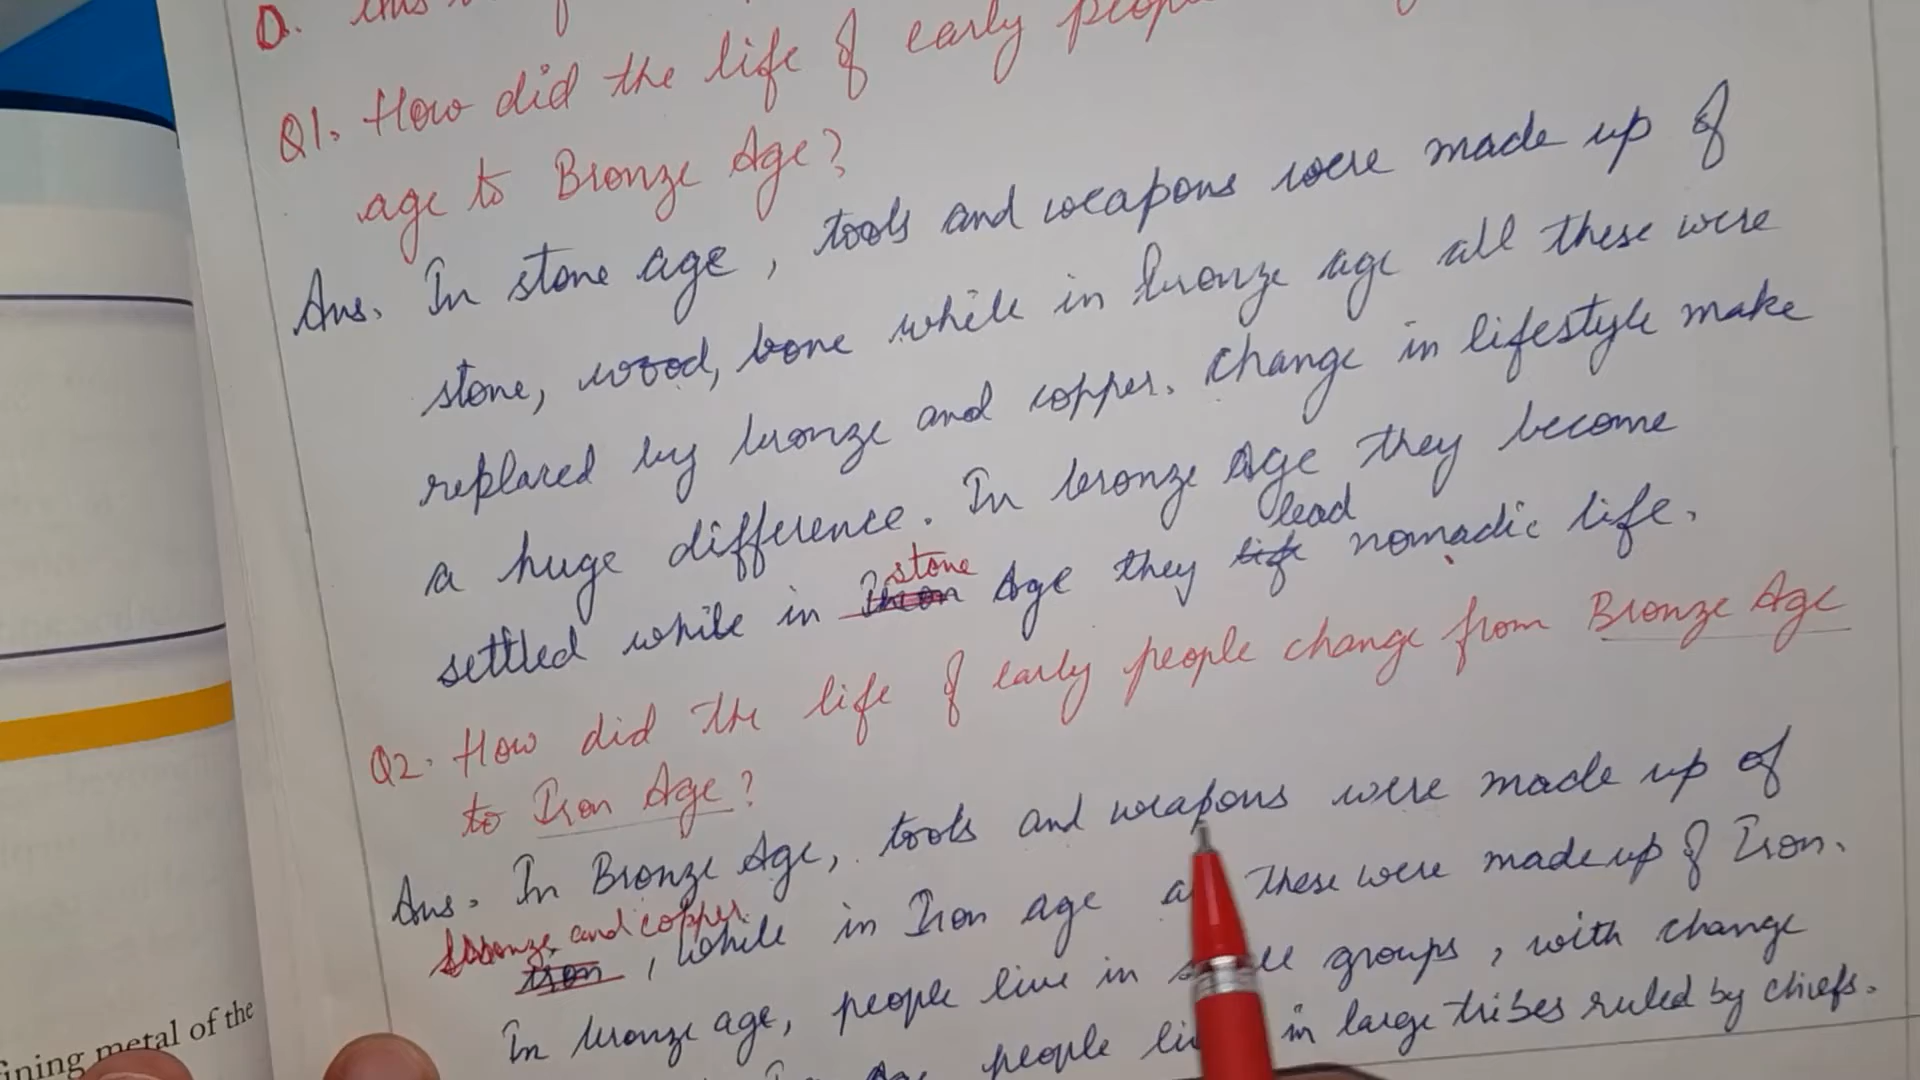 Q1. How did the life of early
age to Bronze Age?
Ans. In stone age, tools and weapons were made up of
stone, wood, bone while in bronze age all these were
replaced by bronze and copper. Change in lifestyle make
a huge difference. In bronze Age they become
settled while in stone Age they lead nomadic life.
Q2. How did the life of early people change from Bronze Age
to Iron Age?
Ans. In Bronze Age, tools and weapons were made up of
bronze and copper, while in Iron age these were made up of Iron.
In bronze age, people live in groups, with change
people in large tribes ruled by chiefs.
metal of the